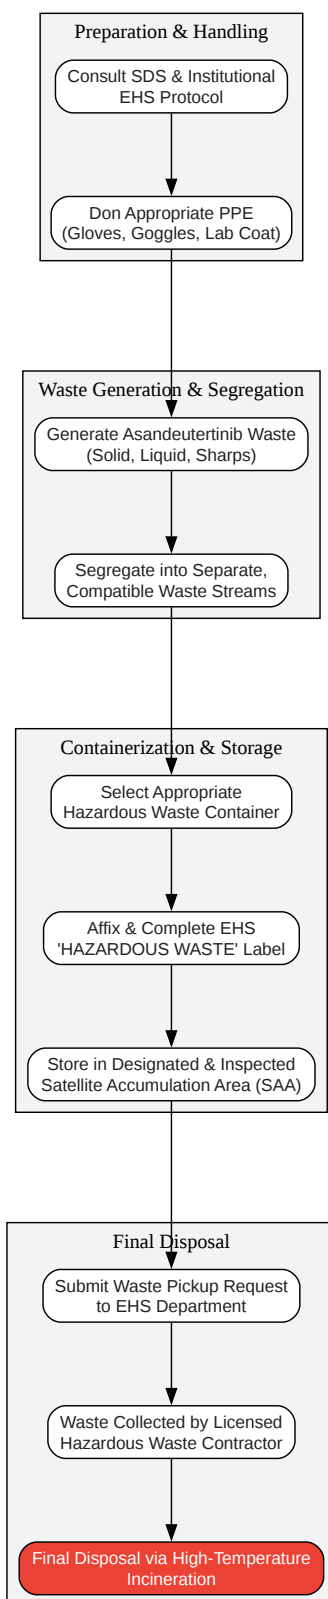 Preparation & Handling
Consult SDS & Institutional
EHS Protocol
Don Appropriate PPE
(Gloves, Goggles, Lab Coat)
Waste Generation & Segregation
Generate Asandeutertinib Waste
(Solid, Liquid, Sharps)
Segregate into Separate,
Compatible Waste Streams
Containerization & Storage
Select Appropriate
Hazardous Waste Container
Affix & Complete EHS
'HAZARDOUS WASTE' Label
Store in Designated & Inspected
Satellite Accumulation Area (SAA)
Final Disposal
Submit Waste Pickup Request
to EHS Department
Waste Collected by Licensed
Hazardous Waste Contractor
Final Disposal via High-Temperature
Incineration